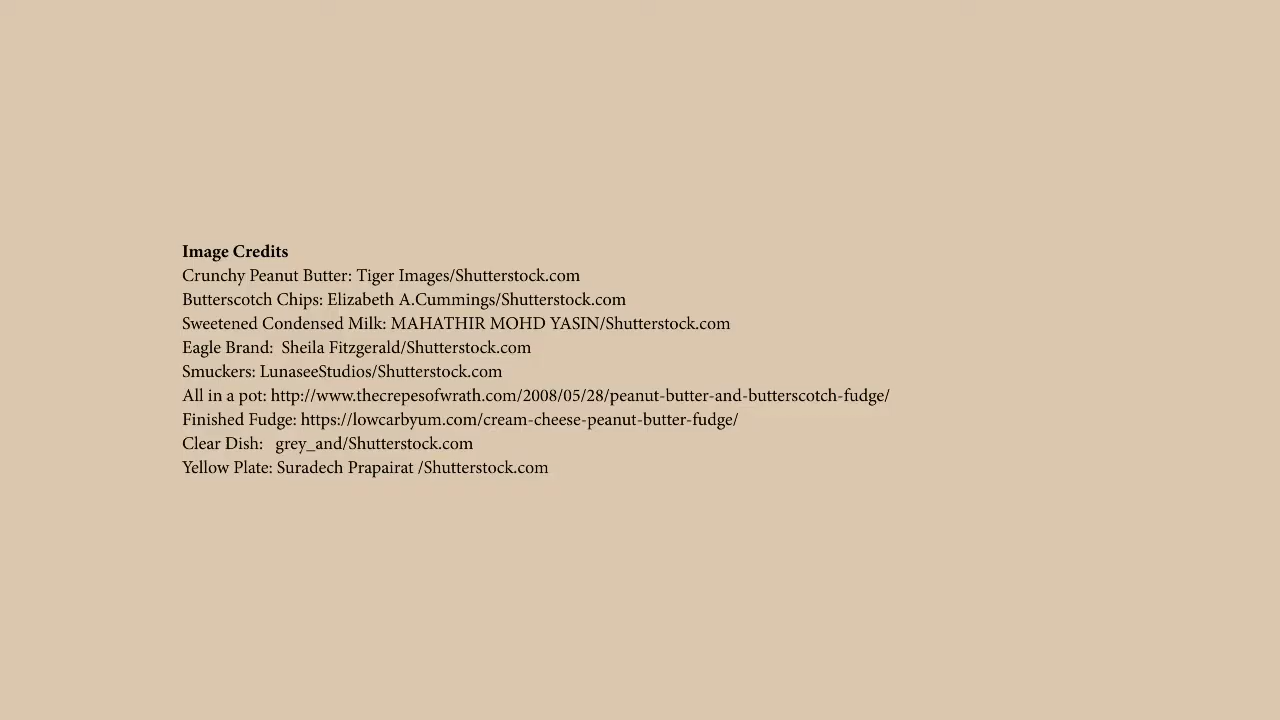 Image Credits
Crunchy Peanut Butter: Tiger Images/Shutterstock.com
Butterscotch Chips: Elizabeth A.Cummings/Shutterstock.com
Sweetened Condensed Milk: MAHATHIR MOHD YASIN/Shutterstock.com
Eagle Brand:  Sheila Fitzgerald/Shutterstock.com
Smuckers: LunaseeStudios/Shutterstock.com
All in a pot: http://www.thecrepesofwrath.com/2008/05/28/peanut-butter-and-butterscotch-fudge/
Finished Fudge: https://lowcarbyum.com/cream-cheese-peanut-butter-fudge/
Clear Dish:   grey_and/Shutterstock.com
Yellow Plate: Suradech Prapairat /Shutterstock.com